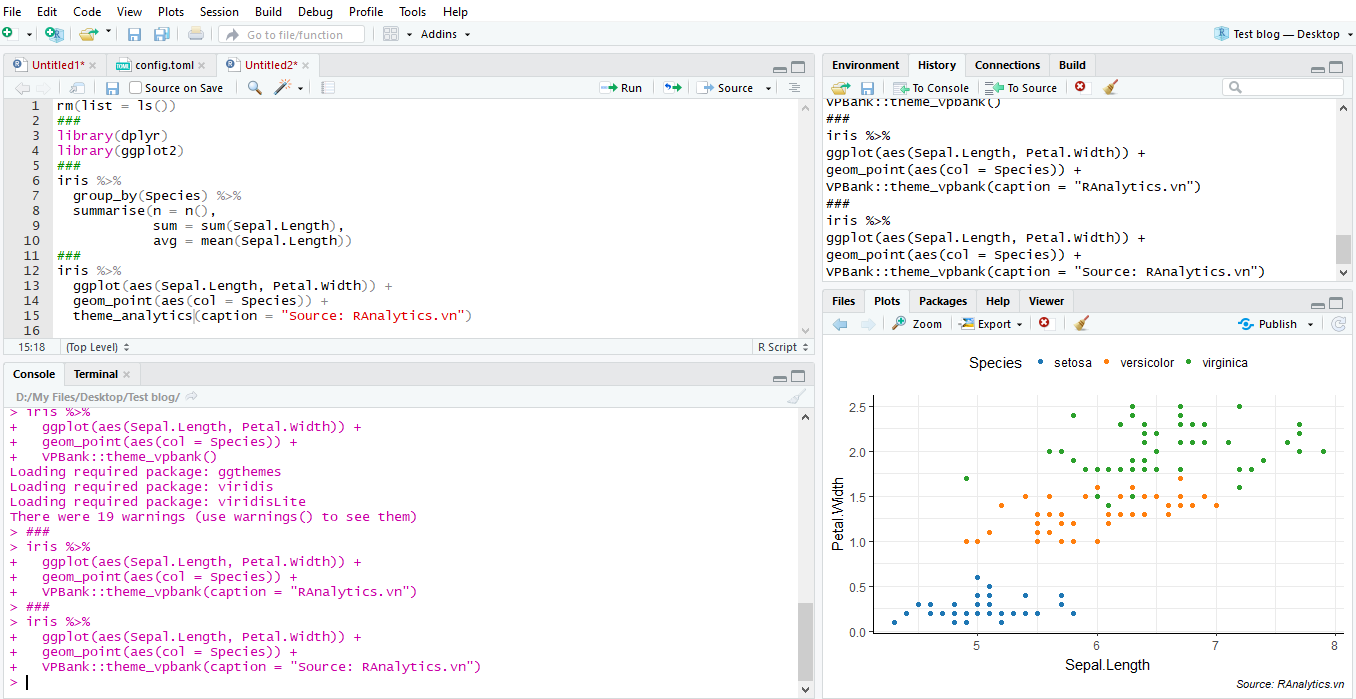 File Edit Code View Plots Session Build Debug Profile Tools Help
Go to file/function Addins Test blog — Desktop
Untitled1* config.toml Untitled2*
Source on Save Run Source
1 rm(list = ls())
2 ###
3 library(dplyr)
4 library(ggplot2)
5 ###
6 iris %>%
7   group_by(Species) %>%
8   summarise(n = n(),
9             sum = sum(Sepal.Length),
10            avg = mean(Sepal.Length))
11 ###
12 iris %>%
13   ggplot(aes(Sepal.Length, Petal.Width)) +
14   geom_point(aes(col = Species)) +
15   theme_analytics(caption = "Source: RAnalytics.vn")
16
15:18 (Top Level) R Script
Console Terminal
D:/My Files/Desktop/Test blog/
> iris %>%
+   ggplot(aes(Sepal.Length, Petal.Width)) +
+   geom_point(aes(col = Species)) +
+   VPBank::theme_vpbank()
Loading required package: ggthemes
Loading required package: viridis
Loading required package: viridisLite
There were 19 warnings (use warnings() to see them)
> ###
> iris %>%
+   ggplot(aes(Sepal.Length, Petal.Width)) +
+   geom_point(aes(col = Species)) +
+   VPBank::theme_vpbank(caption = "RAnalytics.vn")
> ###
> iris %>%
+   ggplot(aes(Sepal.Length, Petal.Width)) +
+   geom_point(aes(col = Species)) +
+   VPBank::theme_vpbank(caption = "Source: RAnalytics.vn")
>
Environment History Connections Build
To Console To Source
VPBank::theme_vpbank()
###
iris %>%
ggplot(aes(Sepal.Length, Petal.Width)) +
geom_point(aes(col = Species)) +
VPBank::theme_vpbank(caption = "RAnalytics.vn")
###
iris %>%
ggplot(aes(Sepal.Length, Petal.Width)) +
geom_point(aes(col = Species)) +
VPBank::theme_vpbank(caption = "Source: RAnalytics.vn")
Files Plots Packages Help Viewer
Zoom Export Publish
Species setosa versicolor virginica
2.5
2.0
1.5
1.0
0.5
0.0
Petal.Width
5 6 7 8
Sepal.Length
Source: RAnalytics.vn